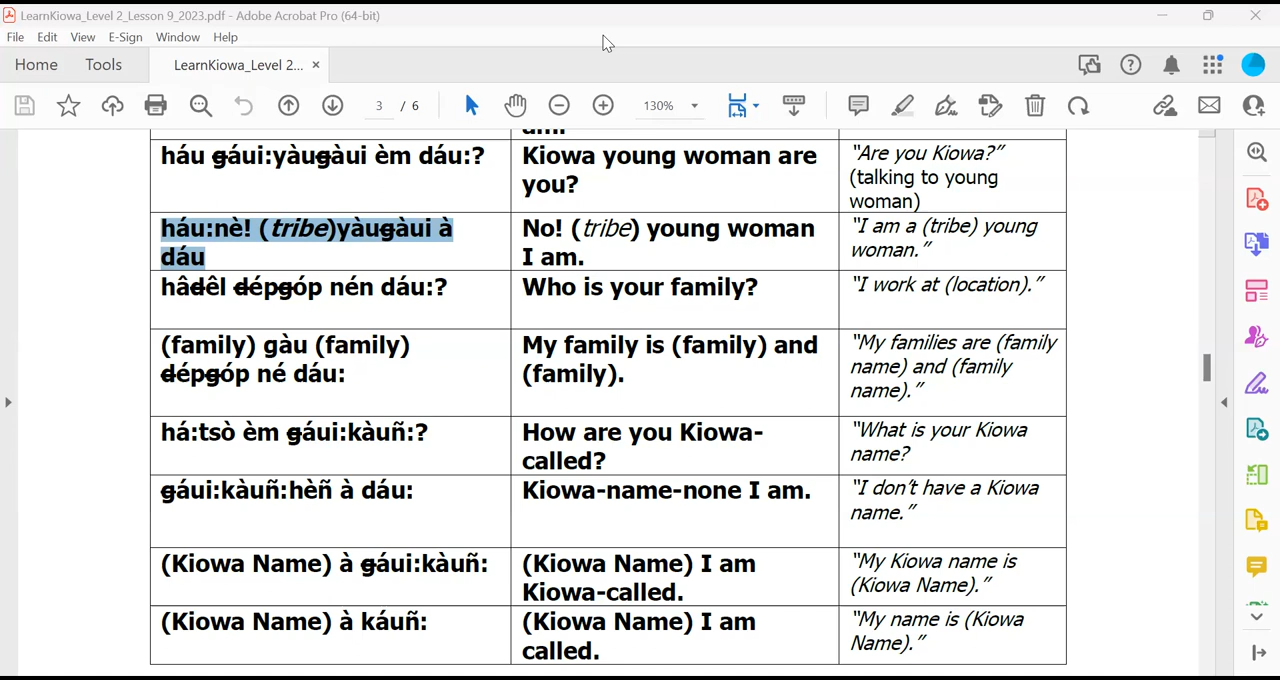 LearnKiowa_Level 2_Lesson 9_2023.pdf - Adobe Acrobat Pro (64-bit)
File Edit View E-Sign Window Help
Home Tools LearnKiowa_Level 2... ×
3 / 6 130%
háu g̶áui:yàug̶àui èm dáu:?
Kiowa young woman are
you?
"Are you Kiowa?"
(talking to young
woman)
háu:nè! (tribe)yàug̶àui à
dáu
No! (tribe) young woman
I am.
"I am a (tribe) young
woman."
hâd̶êl d̶épg̶óp nén dáu:?
Who is your family?
"I work at (location)."
(family) gàu (family)
d̶épg̶óp né dáu:
My family is (family) and
(family).
"My families are (family
name) and (family
name)."
há:tsò èm g̶áui:kàuñ:?
How are you Kiowa-
called?
"What is your Kiowa
name?
g̶áui:kàuñ:hèñ à dáu:
Kiowa-name-none I am.
"I don't have a Kiowa
name."
(Kiowa Name) à g̶áui:kàuñ:
(Kiowa Name) I am
Kiowa-called.
"My Kiowa name is
(Kiowa Name)."
(Kiowa Name) à káuñ:
(Kiowa Name) I am
called.
"My name is (Kiowa
Name)."